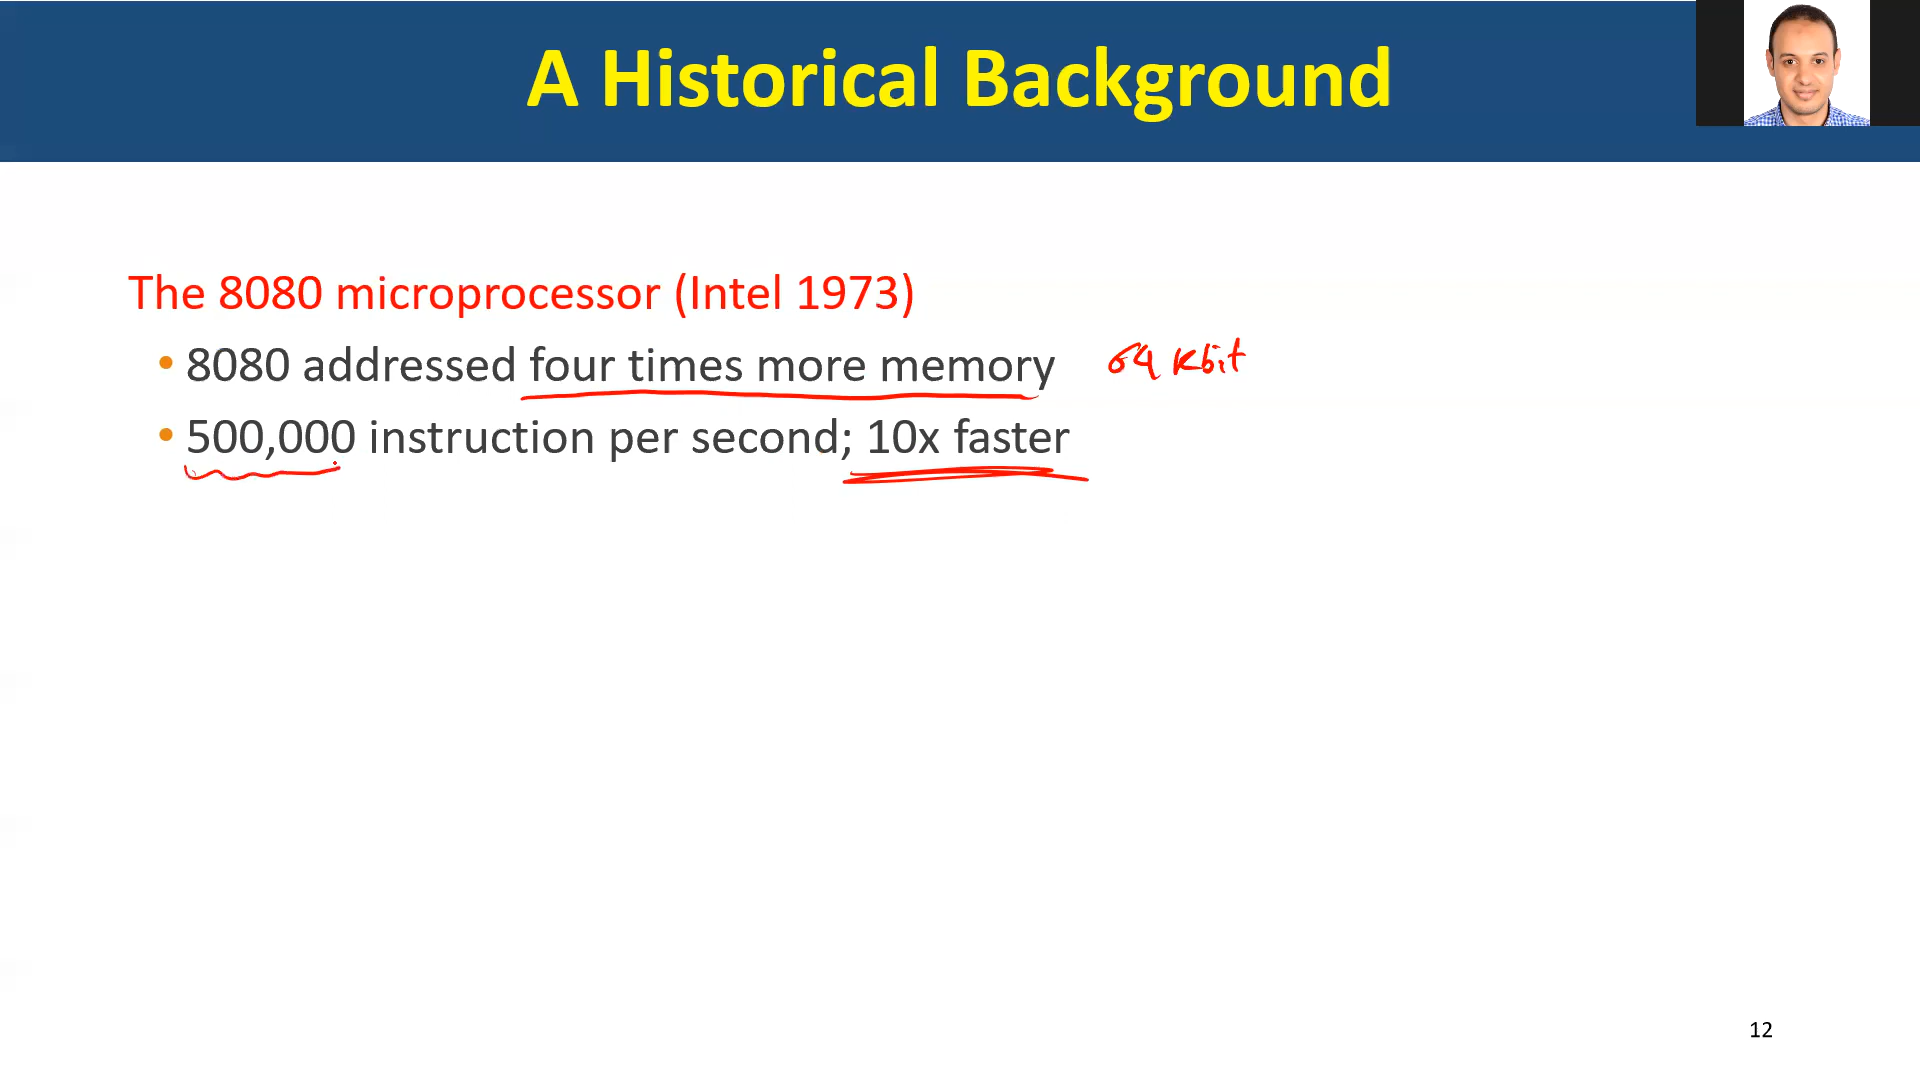 A Historical Background
The 8080 microprocessor (Intel 1973)
• 8080 addressed four times more memory 64 Kbit
• 500,000 instruction per second; 10x faster
12